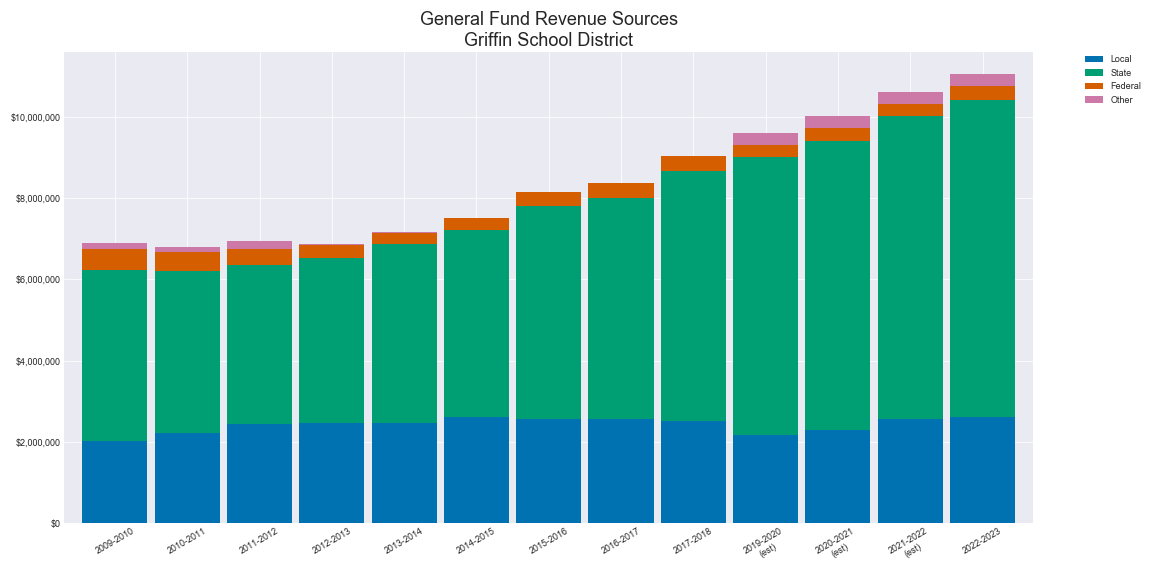 General Fund Revenue Sources
Griffin School District
Local
State
Federal
Other
$10,000,000
$8,000,000
$6,000,000
$4,000,000
$2,000,000
$0
2009-2010
2010-2011
2011-2012
2012-2013
2013-2014
2014-2015
2015-2016
2016-2017
2017-2018
2019-2020
(est)
2020-2021
(est)
2021-2022
(est)
2022-2023